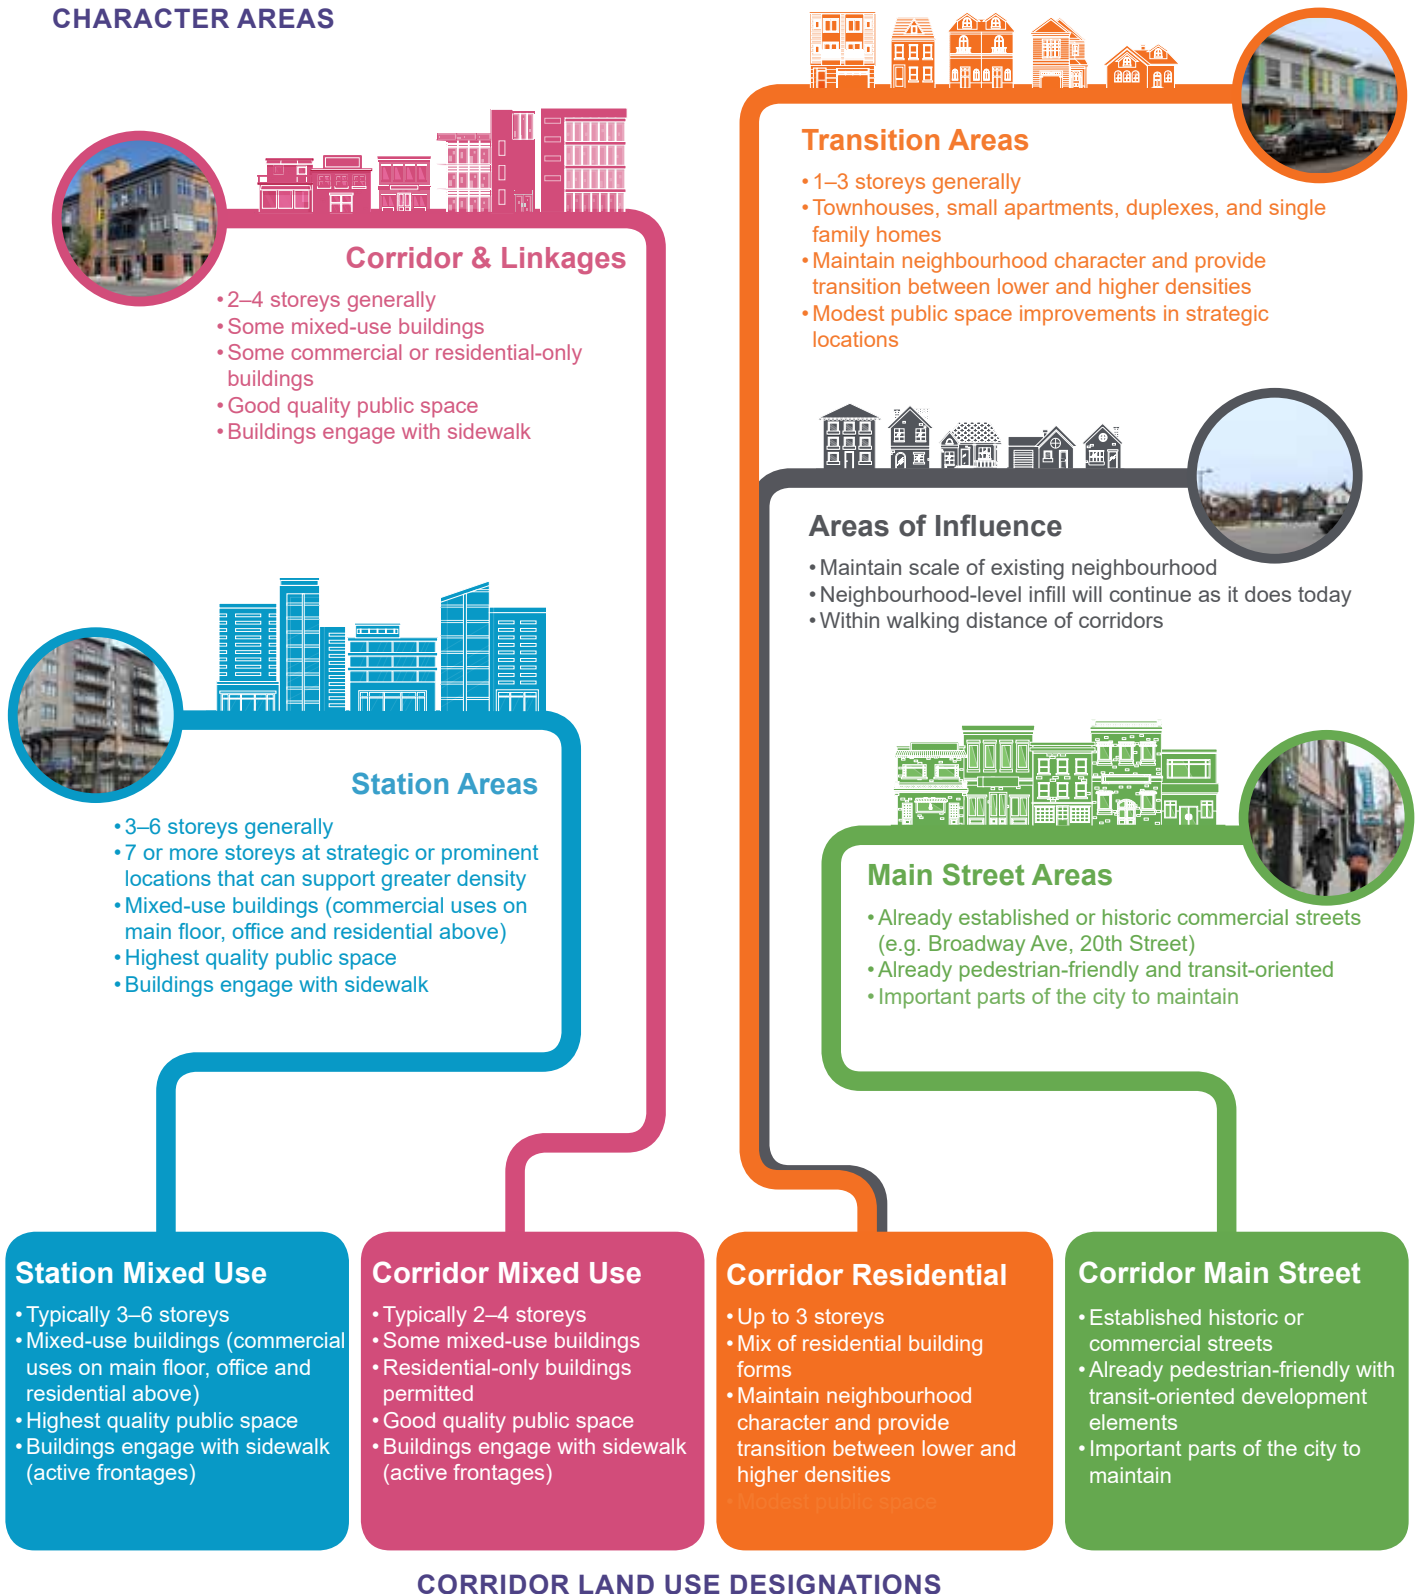 CHARACTER AREAS
Corridor & Linkages
• 2–4 storeys generally
• Some mixed-use buildings
• Some commercial or residential-only
buildings
• Good quality public space
• Buildings engage with sidewalk
Station Areas
• 3–6 storeys generally
• 7 or more storeys at strategic or prominent
locations that can support greater density
• Mixed-use buildings (commercial uses on
main floor, office and residential above)
• Highest quality public space
• Buildings engage with sidewalk
Transition Areas
• 1–3 storeys generally
• Townhouses, small apartments, duplexes, and single
family homes
• Maintain neighbourhood character and provide
transition between lower and higher densities
• Modest public space improvements in strategic
locations
Areas of Influence
• Maintain scale of existing neighbourhood
• Neighbourhood-level infill will continue as it does today
• Within walking distance of corridors
Main Street Areas
• Already established or historic commercial streets
(e.g. Broadway Ave, 20th Street)
• Already pedestrian-friendly and transit-oriented
• Important parts of the city to maintain
Station Mixed Use
• Typically 3–6 storeys
• Mixed-use buildings (commercial
uses on main floor, office and
residential above)
• Highest quality public space
• Buildings engage with sidewalk
(active frontages)
Corridor Mixed Use
• Typically 2–4 storeys
• Some mixed-use buildings
• Residential-only buildings
permitted
• Good quality public space
• Buildings engage with sidewalk
(active frontages)
Corridor Residential
• Up to 3 storeys
• Mix of residential building
forms
• Maintain neighbourhood
character and provide
transition between lower and
higher densities
• Modest public space
Corridor Main Street
• Established historic or
commercial streets
• Already pedestrian-friendly with
transit-oriented development
elements
• Important parts of the city to
maintain
CORRIDOR LAND USE DESIGNATIONS